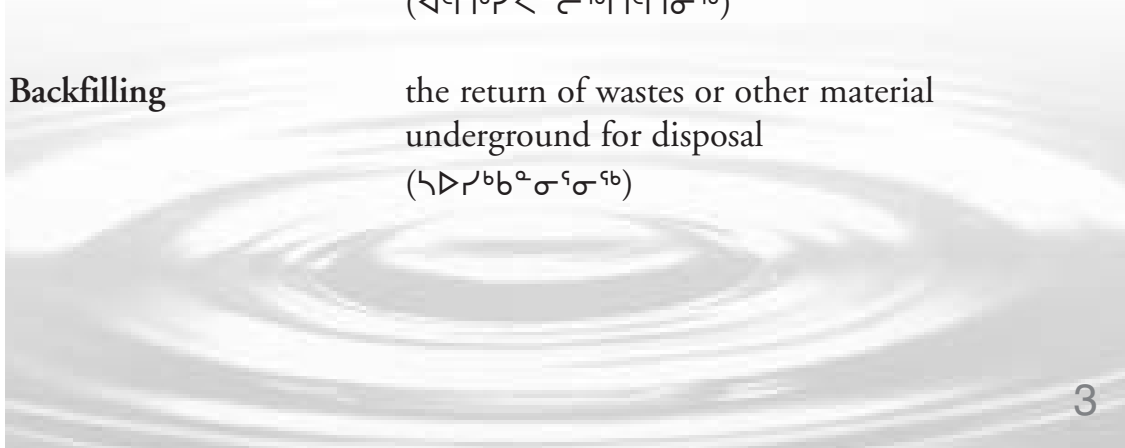 Backfilling the return of wastes or other material
underground for disposal
(ᓴᐅᓯᒃᑲᓐᓂᕐᓂᖅ)
3